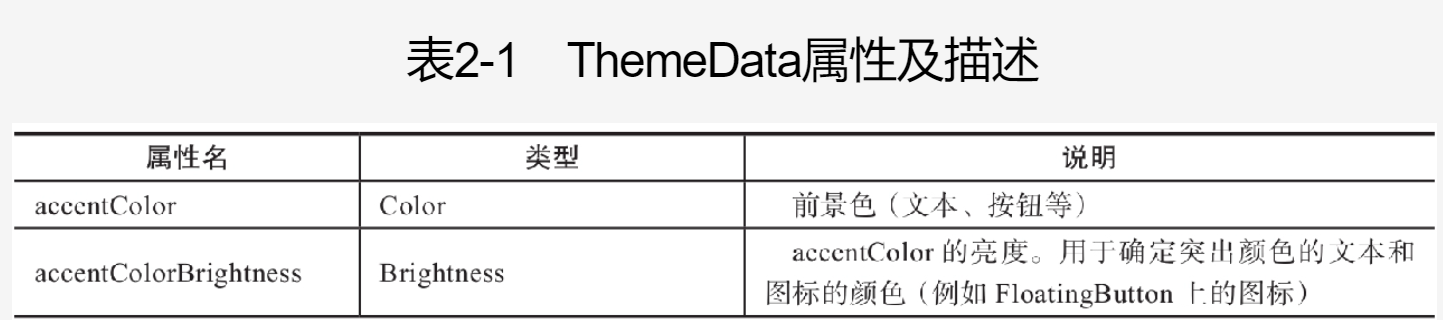 表2-1 ThemeData属性及描述
属性名 类型 说明
accentColor Color 前景色（文本、按钮等）
accentColorBrightness Brightness accentColor 的亮度。用于确定突出颜色的文本和
图标的颜色（例如 FloatingButton 上的图标）